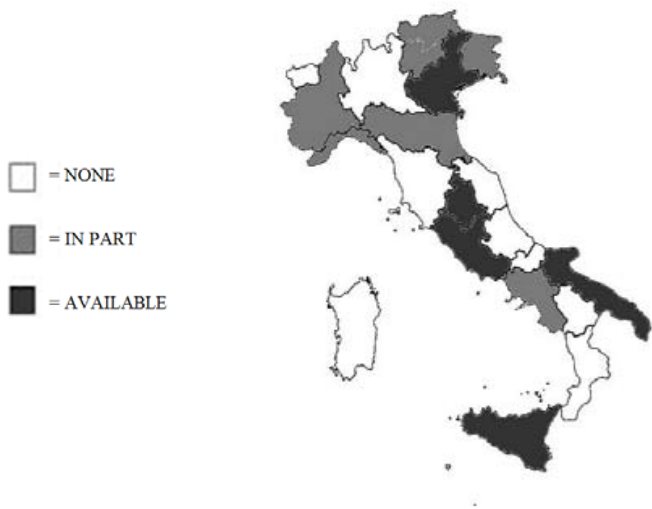 = NONE
= IN PART
= AVAILABLE